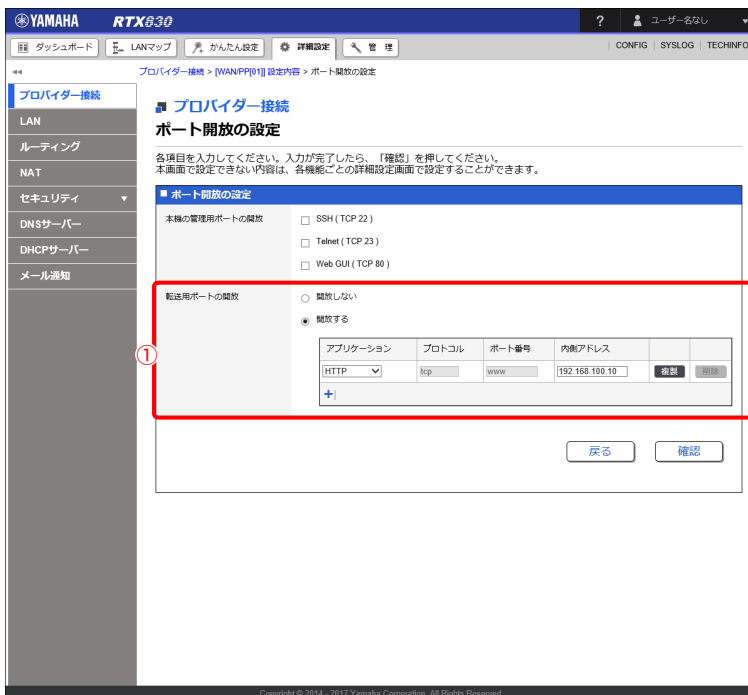 YAMAHA RTX830 ? ユーザーなし ▼
ダッシュボード LANマップ かんたん設定 詳細設定 管 理 CONFIG SYSLOG TECHINFO
プロバイダー接続 > [WAN/PP[01]] 設定内容 > ポート開放の設定
プロバイダー接続
LAN
ルーティング
NAT
セキュリティ ▼
DNSサーバー
DHCPサーバー
メール通知
プロバイダー接続
ポート開放の設定
各項目を入力してください。入力が完了したら、「確認」を押してください。
本画面で設定できない内容は、各機能ごとの詳細設定画面で設定することができます。
■ ポート開放の設定
本機の管理用ポートの開放
SSH ( TCP 22 )
Telnet ( TCP 23 )
Web GUI ( TCP 80 )
①
転送用ポートの開放
開放しない
開放する
アプリケーション プロトコル ポート番号 内側アドレス
HTTP tcp www 192.168.100.10 複製 削除
+
戻る 確認
Copyright © 2014 - 2017 Yamaha Corporation. All Rights Reserved.